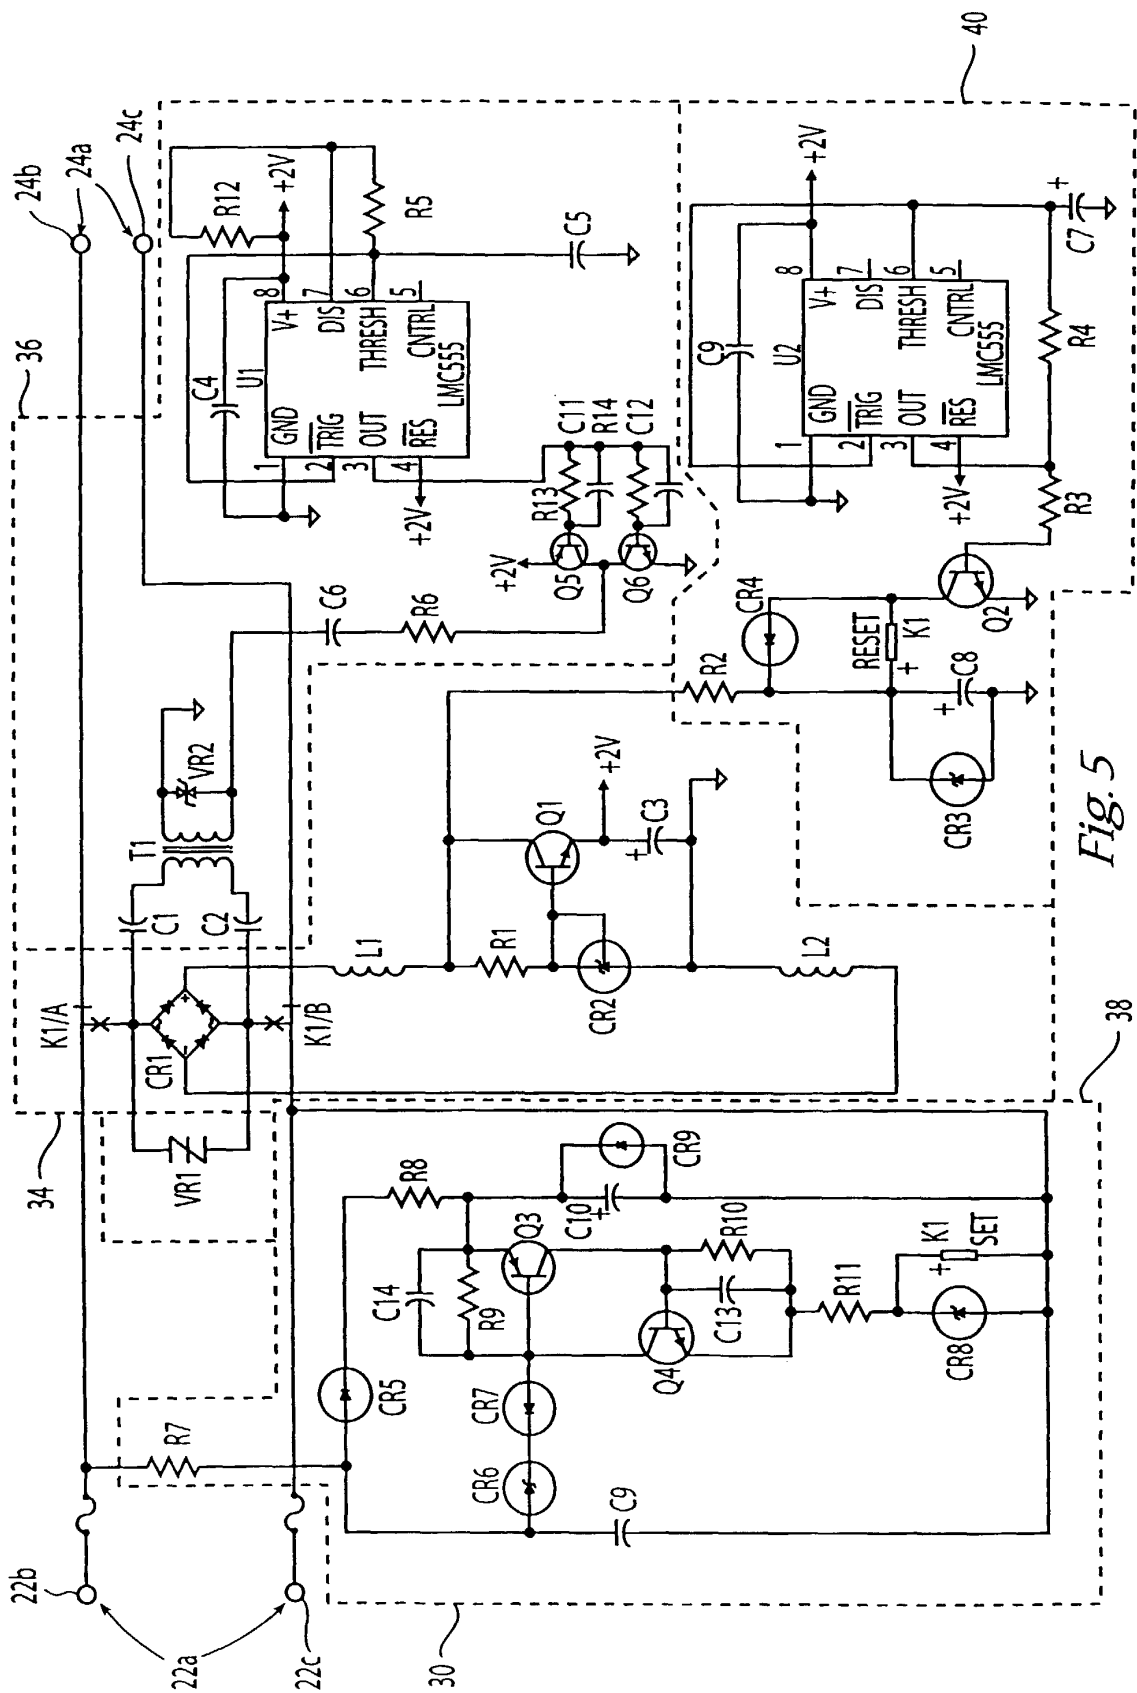 22b
22a
22c
30
34
36
38
40
24b
24a
24c
R7
K1/A
K1/B
CR1
VR1
C1
C2
T1
VR2
C6
R6
R12
+2V
C4
U1
1
GND
V+
8
2
TRIG
DIS
7
3
OUT
THRESH
6
4
RES
CNTRL
5
LMC555
+2V
R5
C5
R13
C11
R14
C12
+2V
Q5
Q6
L1
R1
Q1
+2V
C3
CR2
L2
R2
CR4
RESET
K1
+
C8
+
CR3
Q2
R3
R4
C7
+
C9
U2
+2V
1
GND
V+
8
2
TRIG
DIS
7
3
OUT
THRESH
6
4
RES
CNTRL
5
LMC555
+2V
CR5
R8
C14
R9
Q3
C10
+
CR9
CR7
CR6
Q4
C13
R10
R11
C9
K1
SET
+
CR8
Fig. 5